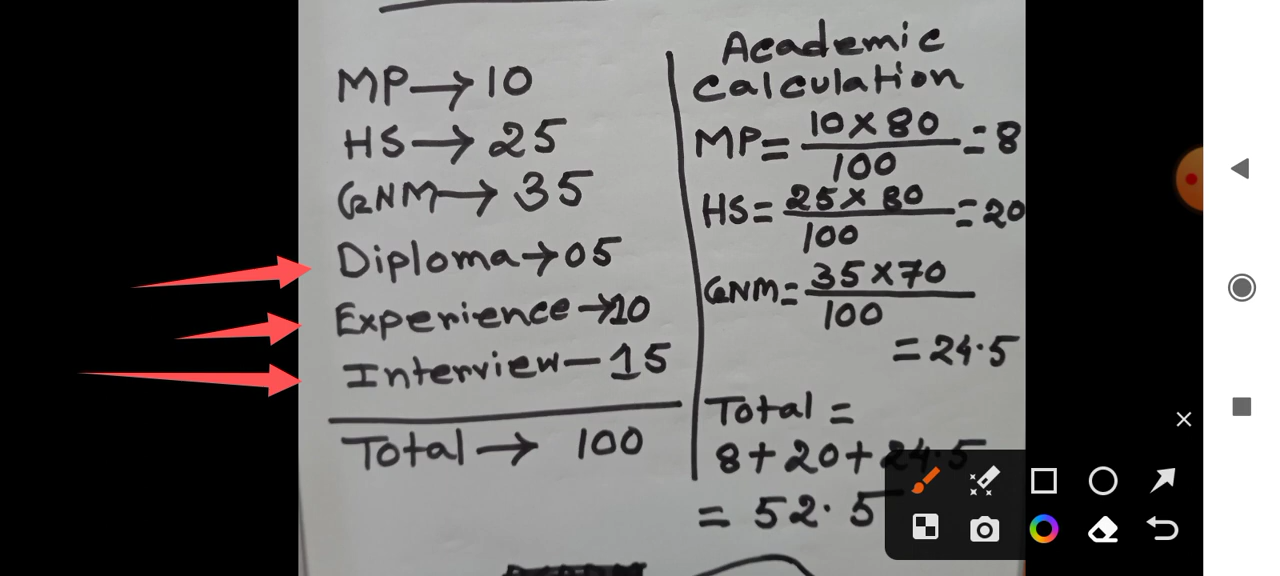 MP→10
HS→25
GNM→35
Diploma→05
Experience→10
Interview—15
Total→ 100
Academic
Calculation
MP= 10×80/100 =8
HS= 25×80/100 =20
GNM= 35×70/100
= 24.5
Total =
8+20+24.5
= 52.5